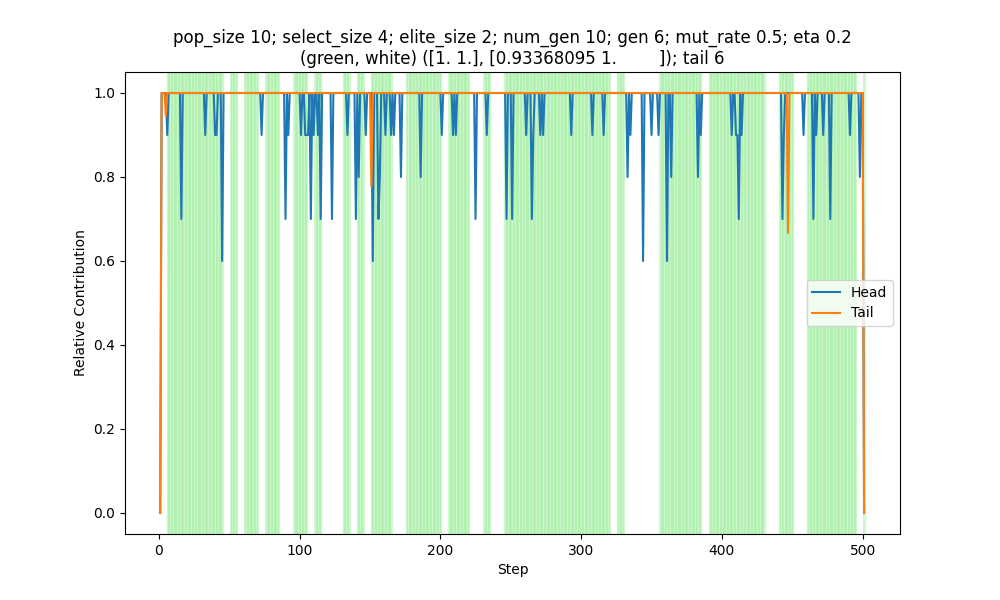 pop_size 10; select_size 4; elite_size 2; num_gen 10; gen 6; mut_rate 0.5; eta 0.2
(green, white) ([1. 1.], [0.93368095 1.         ]); tail 6
1.0
0.8
0.6
0.4
0.2
0.0
Relative Contribution
Head
Tail
0
100
200
300
400
500
Step